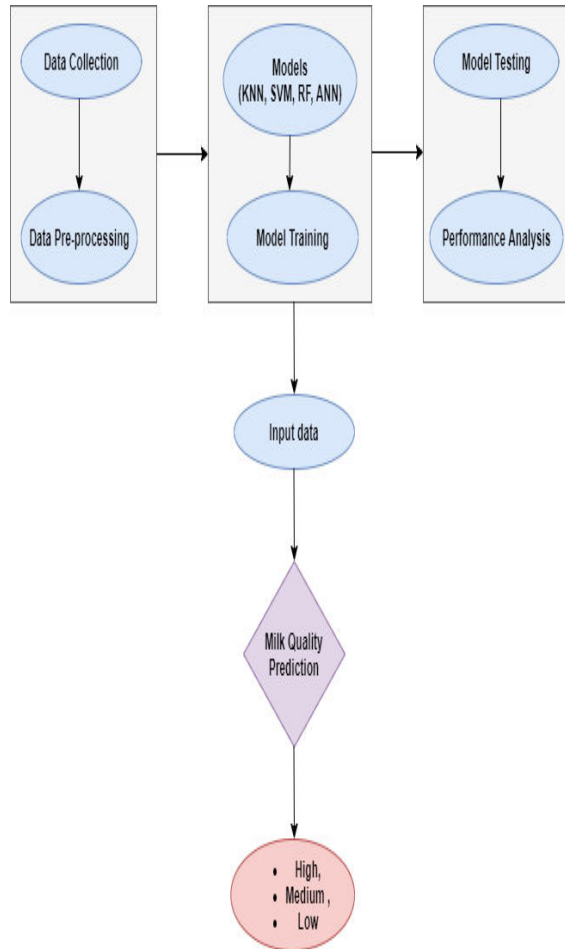 Data Collection
Data Pre-processing
Models
(KNN, SVM, RF, ANN)
Model Training
Model Testing
Performance Analysis
Input data
Milk Quality
Prediction
• High,
• Medium ,
• Low